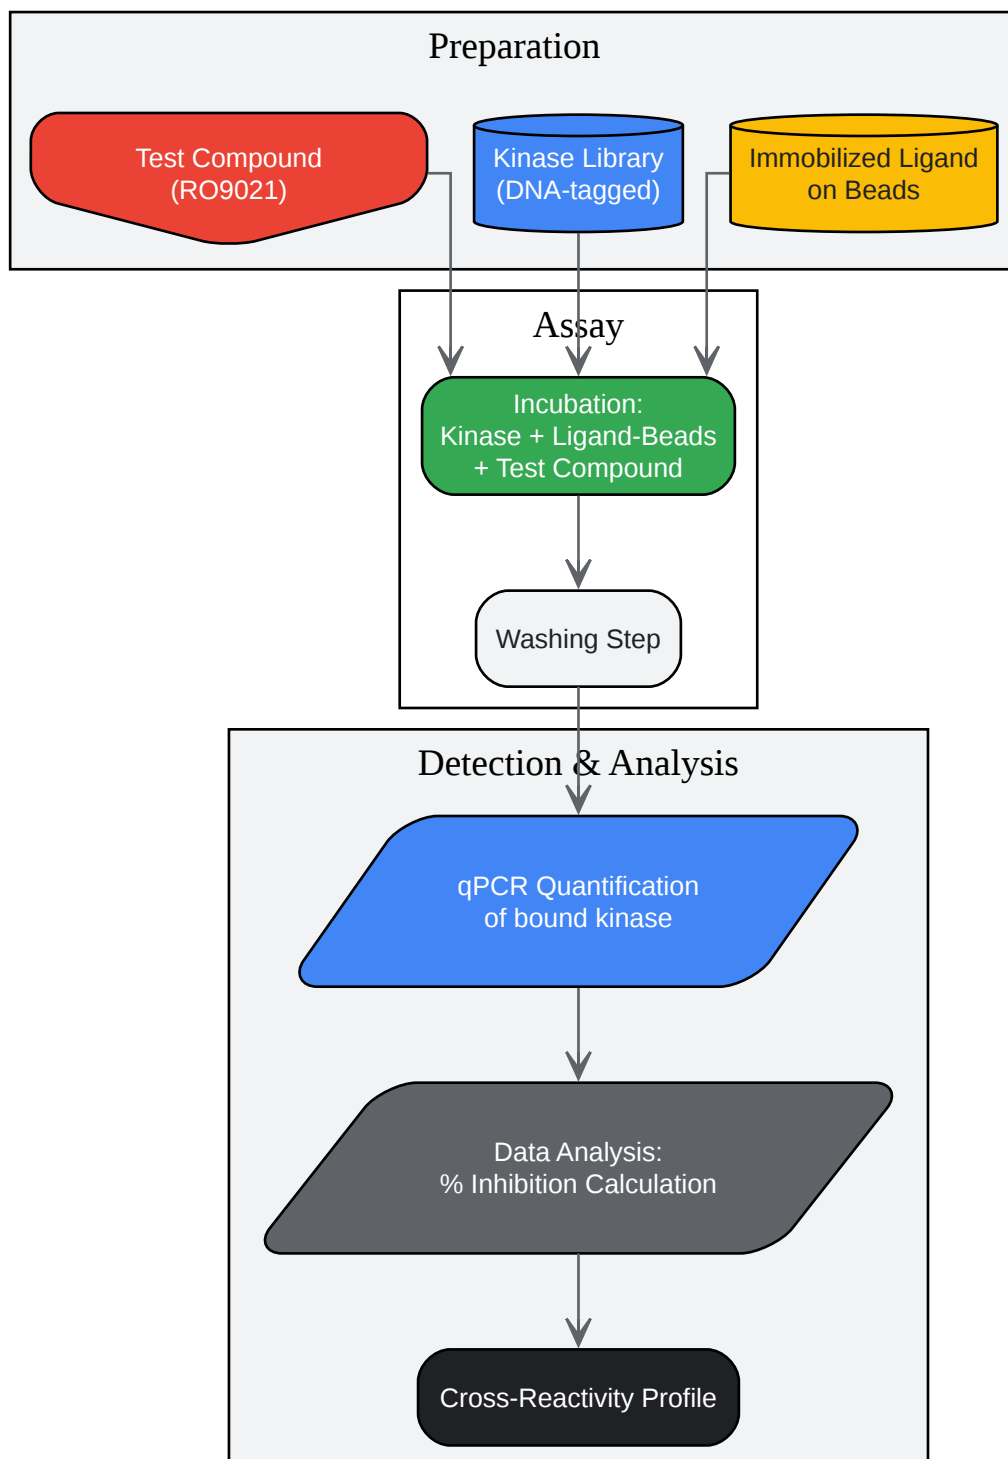 Preparation
Test Compound
(RO9021)
Kinase Library
(DNA-tagged)
Immobilized Ligand
on Beads
Assay
Incubation:
Kinase + Ligand-Beads
+ Test Compound
Washing Step
Detection & Analysis
qPCR Quantification
of bound kinase
Data Analysis:
% Inhibition Calculation
Cross-Reactivity Profile